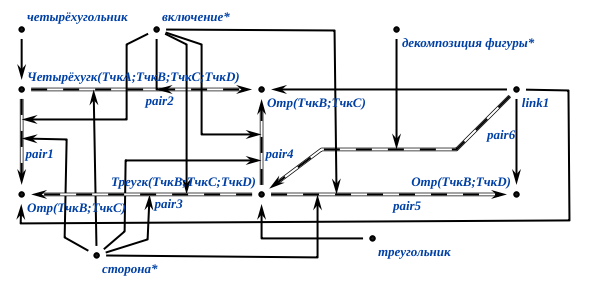 четырёхугольник
включение*
декомпозиция фигуры*
Четырёхугк(ТчкА;ТчкВ;ТчкС;ТчкD)
pair2
Отр(ТчкВ;ТчкС)
link1
pair6
pair1
pair4
Треугк(ТчкВ;ТчкС;ТчкD)
Отр(ТчкВ;ТчкD)
Отр(ТчкВ;ТчкС)
pair3
pair5
треугольник
сторона*